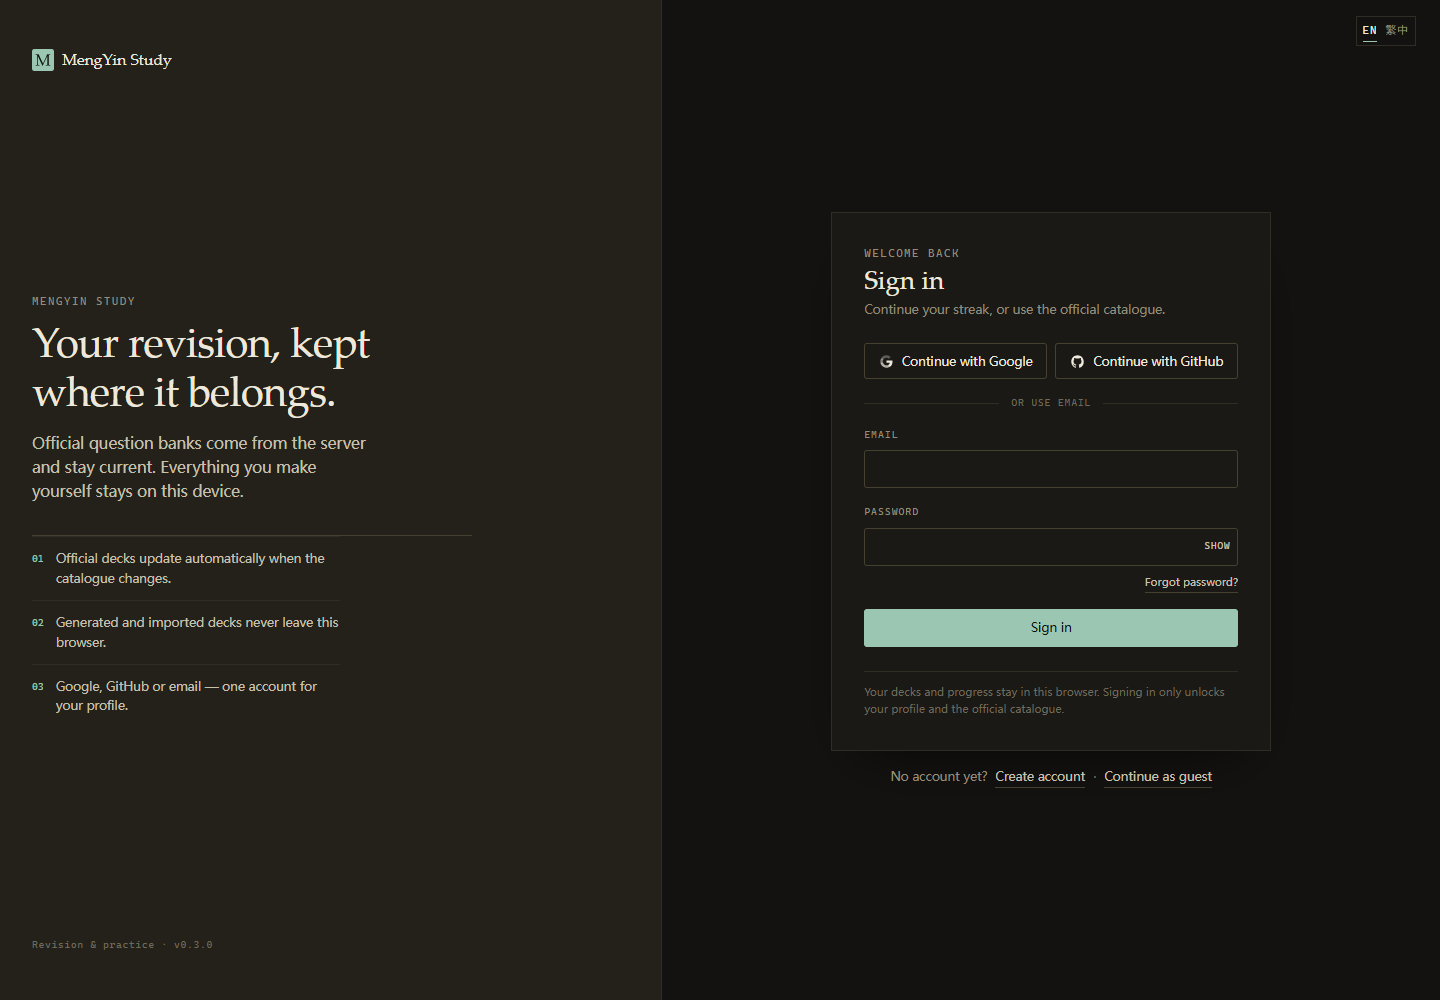 M MengYin Study
MENGYIN STUDY
Your revision, kept
where it belongs.
Official question banks come from the server
and stay current. Everything you make
yourself stays on this device.
01 Official decks update automatically when the
catalogue changes.
02 Generated and imported decks never leave this
browser.
03 Google, GitHub or email — one account for
your profile.
Revision & practice · v0.3.0
EN 繁中
WELCOME BACK
Sign in
Continue your streak, or use the official catalogue.
Continue with Google
Continue with GitHub
OR USE EMAIL
EMAIL
PASSWORD
SHOW
Forgot password?
Sign in
Your decks and progress stay in this browser. Signing in only unlocks
your profile and the official catalogue.
No account yet? Create account · Continue as guest